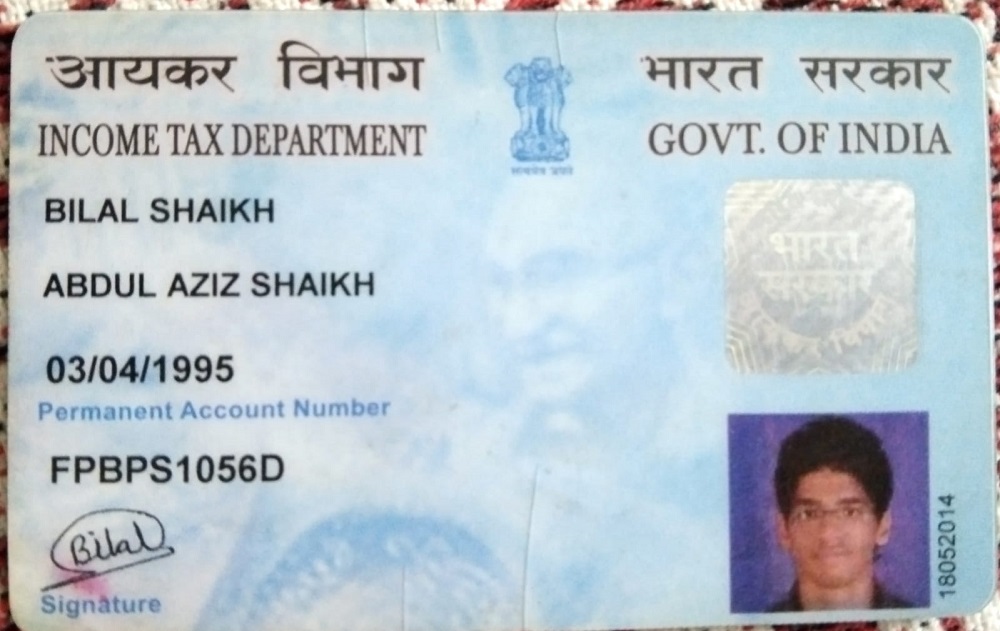 आयकर विभाग
भारत सरकार
INCOME TAX DEPARTMENT
GOVT. OF INDIA
सत्यमेव जयते
BILAL SHAIKH
ABDUL AZIZ SHAIKH
03/04/1995
Permanent Account Number
FPBPS1056D
Bilal
Signature
भारत
सरकार
18052014